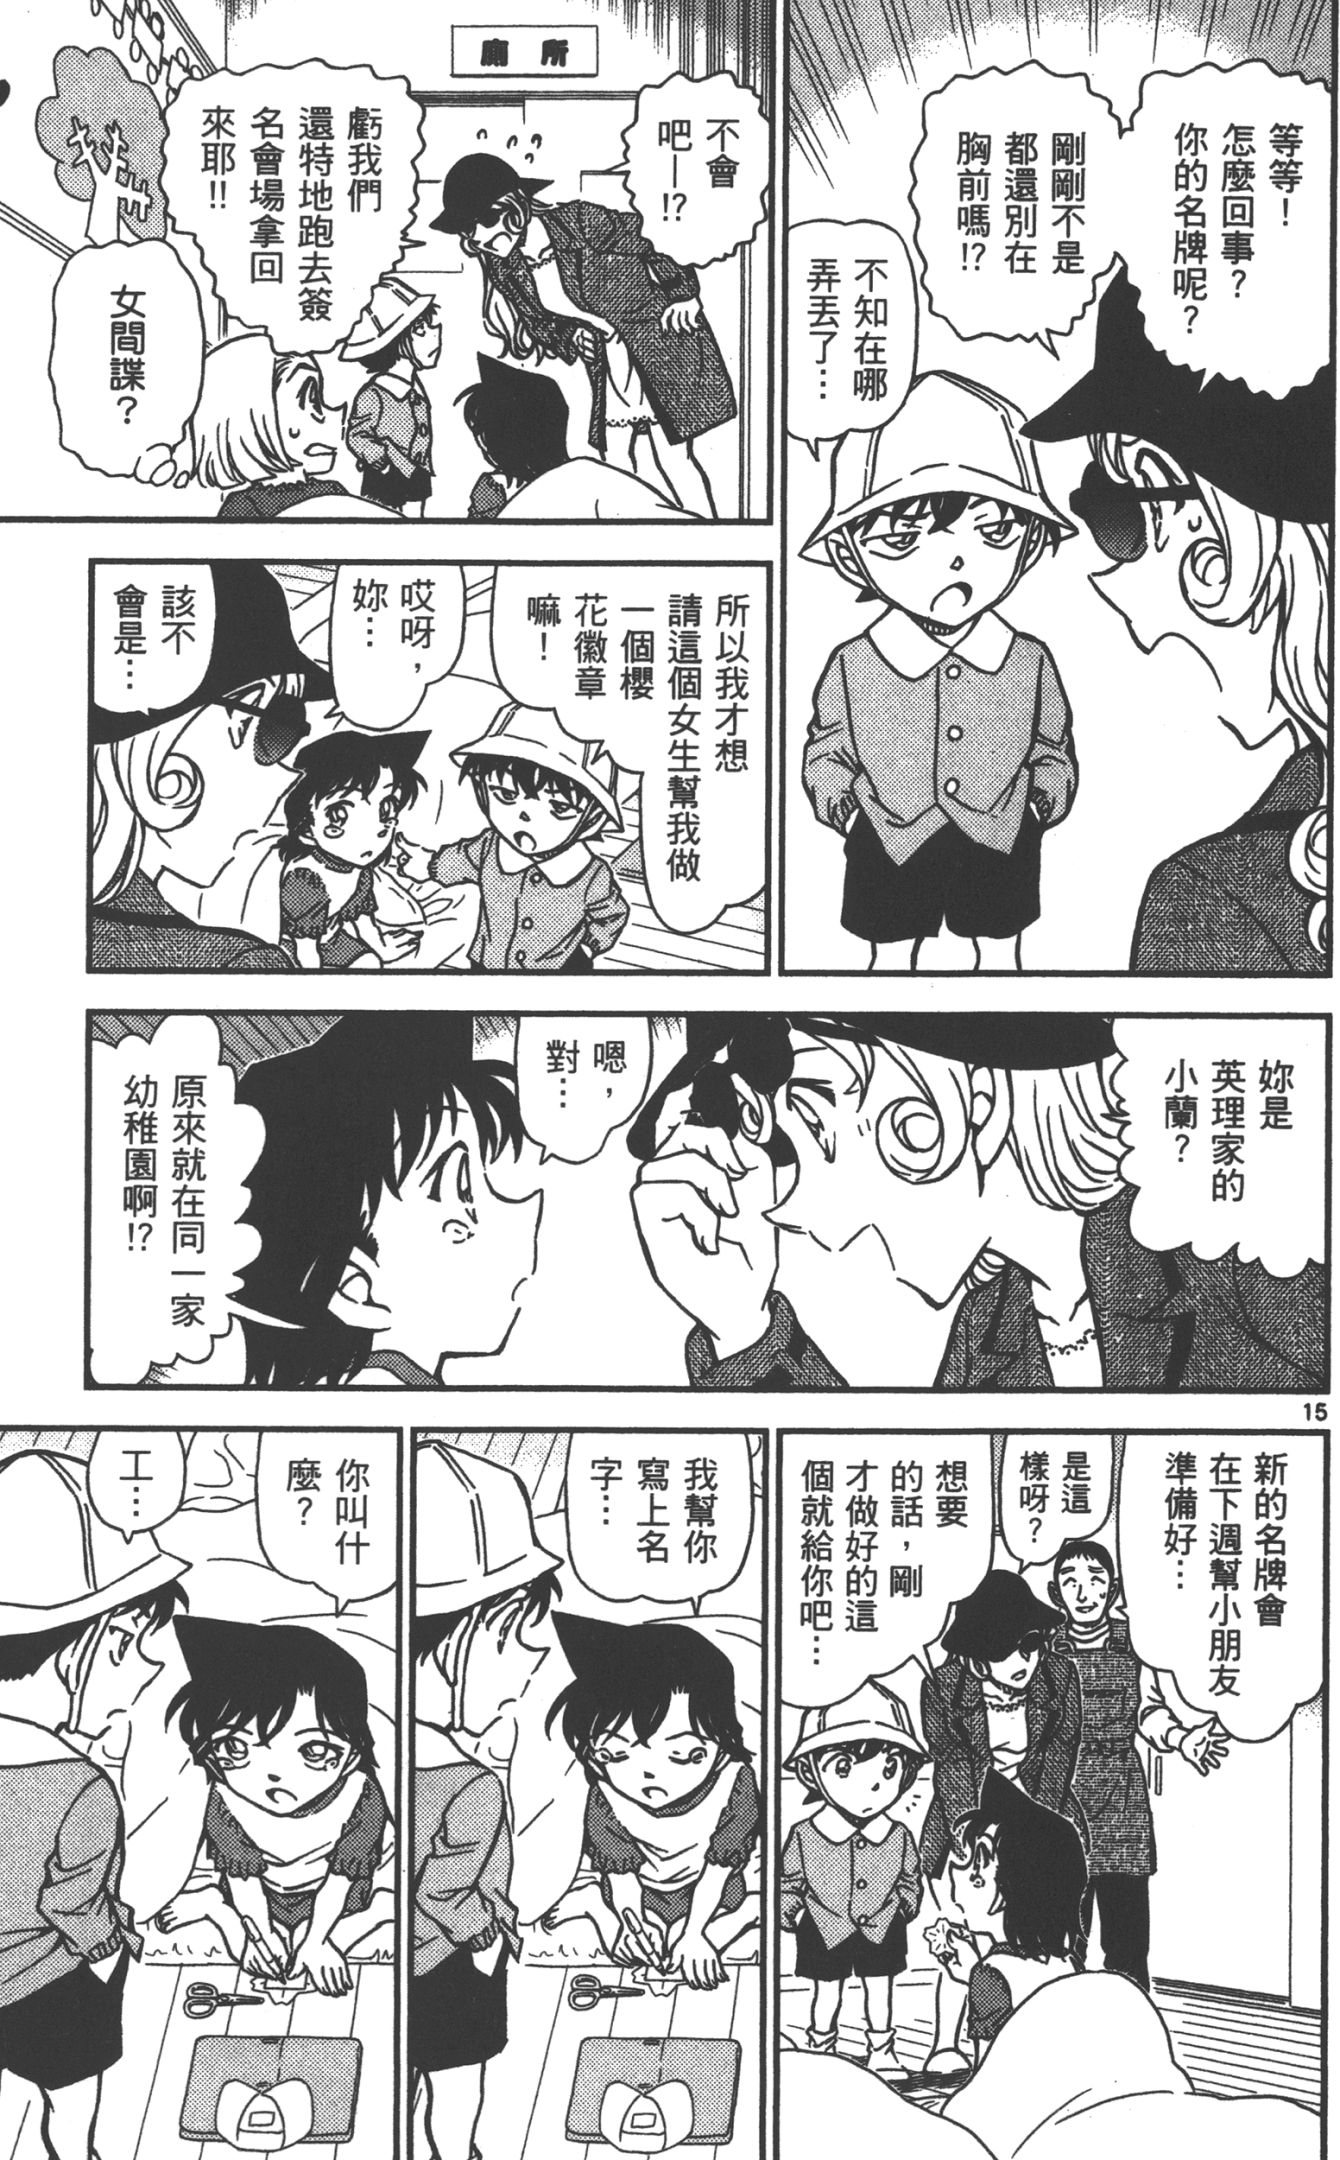 等等！
怎麼回事？
你的名牌呢？
剛剛不是
都還別在
胸前嗎!?
不知在哪
弄丟了…
廁所
不會
吧—!?
虧我們
還特地跑去簽
名會場拿回
來耶!!
女間諜？
所以我才想
請這個女生幫我做
一個櫻
花徽章
嘛！
哎呀，
妳…
該不
會是…
妳是
英理家的
小蘭？
嗯，
對…
原來就在同一家
幼稚園啊!?
15
新的名牌會
在下週幫小朋友
準備好…
是這
樣呀？
想要
的話，剛
才做好的這
個就給你吧…
我幫你
寫上名
字…
你叫什
麼？
工…